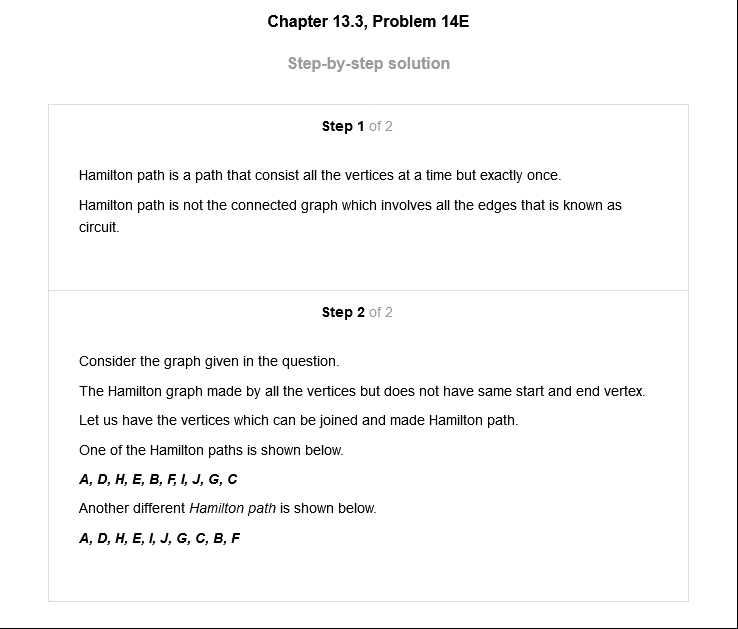 Chapter 13.3, Problem 14E
Step-by-step solution
Step 1 of 2
Hamilton path is a path that consist all the vertices at a time but exactly once.
Hamilton path is not the connected graph which involves all the edges that is known as
circuit.
Step 2 of 2
Consider the graph given in the question.
The Hamilton graph made by all the vertices but does not have same start and end vertex.
Let us have the vertices which can be joined and made Hamilton path.
One of the Hamilton paths is shown below.
A, D, H, E, B, F, I, J, G, C
Another different Hamilton path is shown below.
A, D, H, E, I, J, G, C, B, F